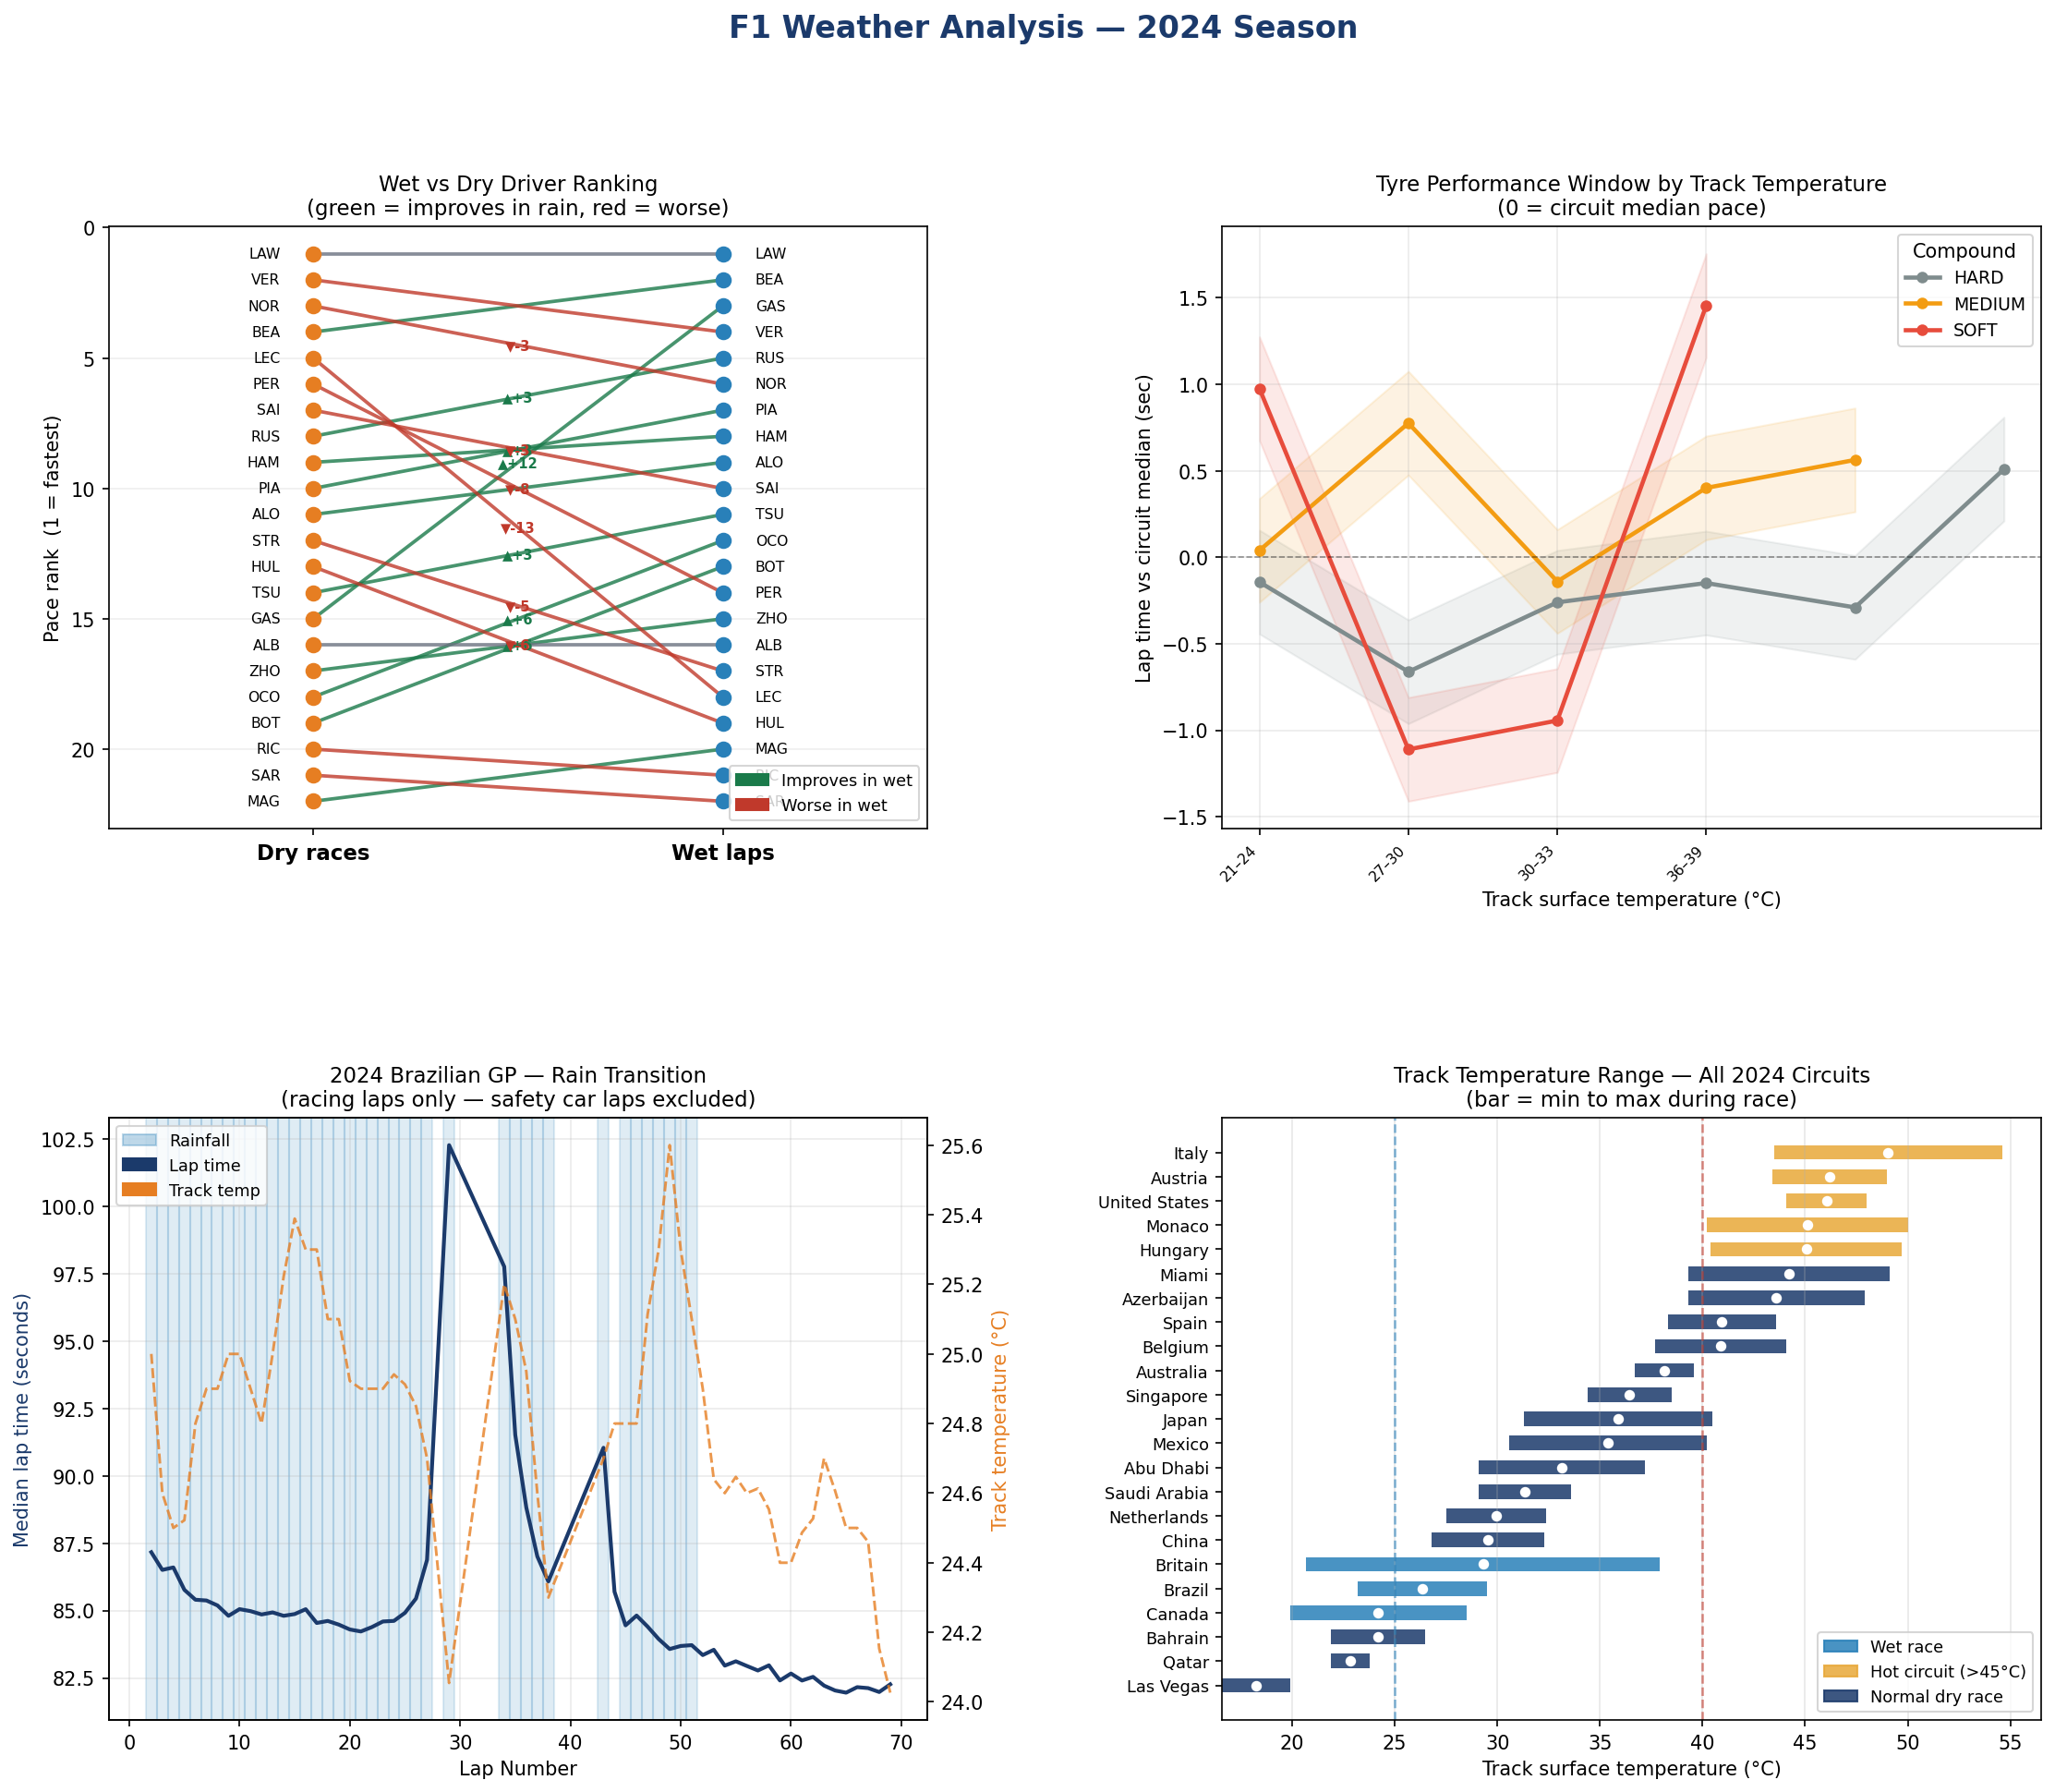 F1 Weather Analysis — 2024 Season
Wet vs Dry Driver Ranking
(green = improves in rain, red = worse)
Pace rank  (1 = fastest)
0
5
10
15
20
LAW
VER
NOR
BEA
LEC
PER
SAI
RUS
HAM
PIA
ALO
STR
HUL
TSU
GAS
ALB
ZHO
OCO
BOT
RIC
SAR
MAG
▼-3
▲+3
▲+12
▼-8
▼-13
▲+3
▼-5
▲+6
LAW
BEA
GAS
VER
RUS
NOR
PIA
HAM
ALO
SAI
TSU
OCO
BOT
PER
ZHO
ALB
STR
LEC
HUL
MAG
Improves in wet
Worse in wet
Dry races
Wet laps
Tyre Performance Window by Track Temperature
(0 = circuit median pace)
Lap time vs circuit median (sec)
1.5
1.0
0.5
0.0
−0.5
−1.0
−1.5
Compound
HARD
MEDIUM
SOFT
21–24
27–30
30–33
36–39
Track surface temperature (°C)
2024 Brazilian GP — Rain Transition
(racing laps only — safety car laps excluded)
Median lap time (seconds)
102.5
100.0
97.5
95.0
92.5
90.0
87.5
85.0
82.5
Rainfall
Lap time
Track temp
25.6
25.4
25.2
25.0
24.8
24.6
24.4
24.2
24.0
Track temperature (°C)
0
10
20
30
40
50
60
70
Lap Number
Track Temperature Range — All 2024 Circuits
(bar = min to max during race)
Italy
Austria
United States
Monaco
Hungary
Miami
Azerbaijan
Spain
Belgium
Australia
Singapore
Japan
Mexico
Abu Dhabi
Saudi Arabia
Netherlands
China
Britain
Brazil
Canada
Bahrain
Qatar
Las Vegas
Wet race
Hot circuit (>45°C)
Normal dry race
20
25
30
35
40
45
50
55
Track surface temperature (°C)